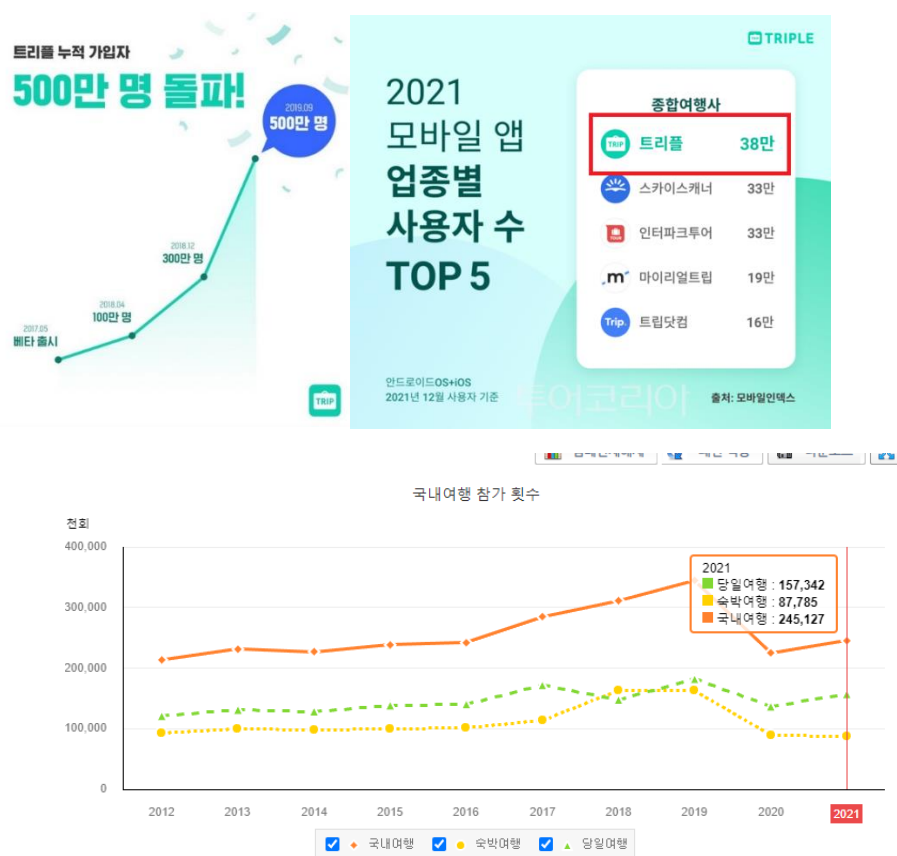 트리플 누적 가입자
500만 명 돌파!
2019.09
500만 명
2018.12
300만 명
2018.04
100만 명
2017.05
베타 출시
TRIP
TRIPLE
2021
모바일 앱
업종별
사용자 수
TOP 5
안드로이드OS+iOS
2021년 12월 사용자 기준
종합여행사
TRIP 트리플 38만
스카이스캐너 33만
인터파크투어 33만
m 마이리얼트립 19만
Trip. 트립닷컴 16만
투어코리아
출처: 모바일인덱스
국내여행 참가 횟수
천회
400,000
300,000
200,000
100,000
0
2021
당일여행 : 157,342
숙박여행 : 87,785
국내여행 : 245,127
2012 2013 2014 2015 2016 2017 2018 2019 2020 2021
국내여행 숙박여행 당일여행